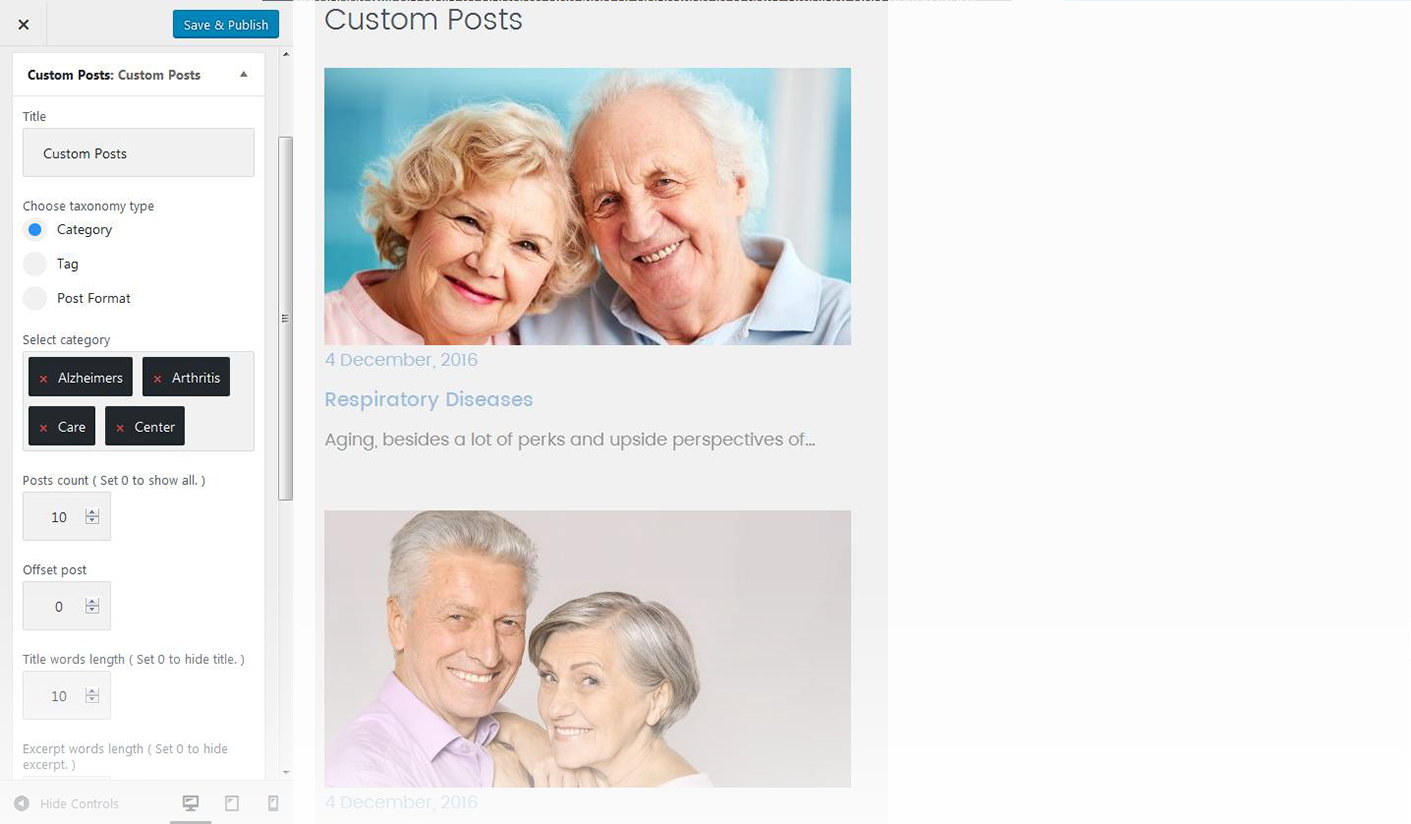 Save & Publish
Custom Posts: Custom Posts
Title
Custom Posts
Choose taxonomy type
Category
Tag
Post Format
Select category
× Alzheimers × Arthritis
× Care × Center
Posts count ( Set 0 to show all. )
10
Offset post
0
Title words length ( Set 0 to hide title. )
10
Excerpt words length ( Set 0 to hide
excerpt. )
Hide Controls
Custom Posts
4 December, 2016
Respiratory Diseases
Aging, besides a lot of perks and upside perspectives of...
4 December, 2016